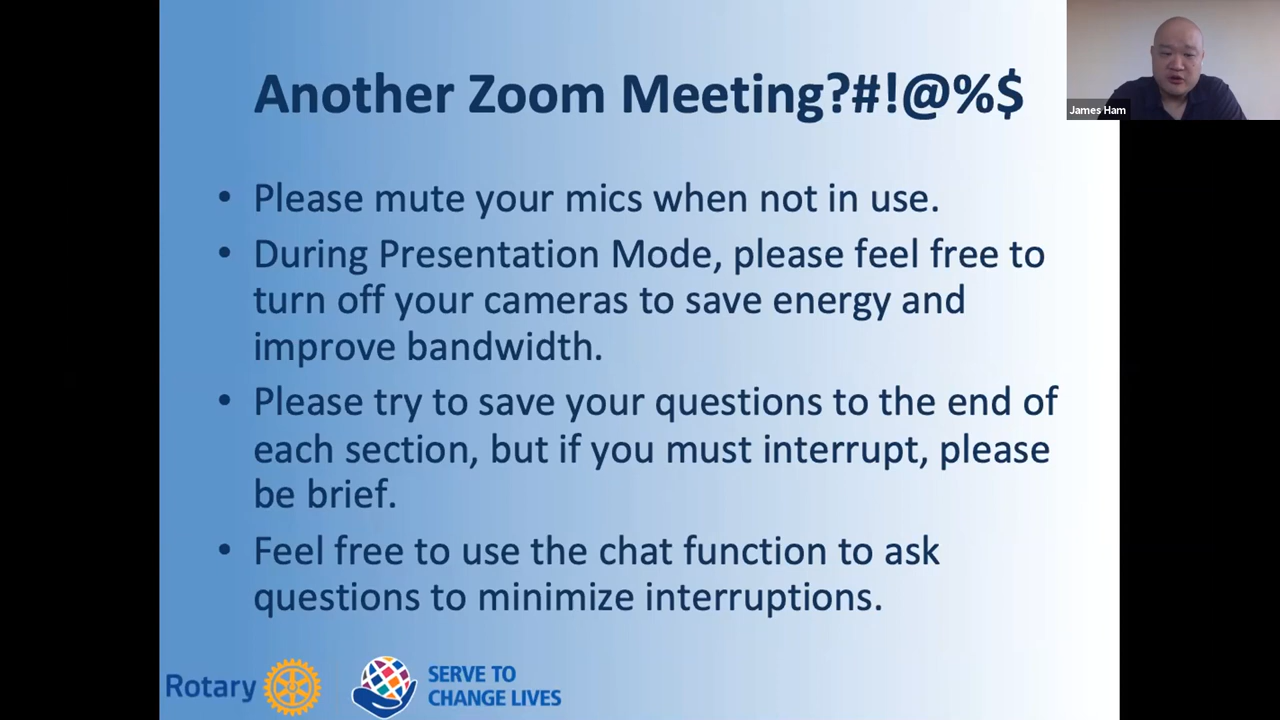 Another Zoom Meeting?#!@%$
James Ham
• Please mute your mics when not in use.
• During Presentation Mode, please feel free to
turn off your cameras to save energy and
improve bandwidth.
• Please try to save your questions to the end of
each section, but if you must interrupt, please
be brief.
• Feel free to use the chat function to ask
questions to minimize interruptions.
Rotary
SERVE TO
CHANGE LIVES